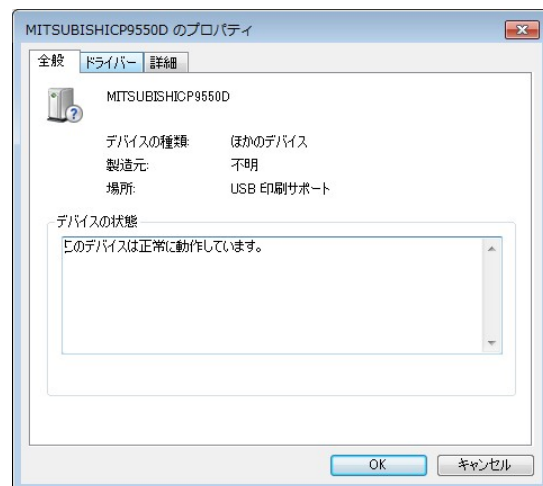 MITSUBISHICP9550D のプロパティ
全般 ドライバー 詳細
MITSUBISHICP9550D
デバイスの種類: ほかのデバイス
製造元: 不明
場所: USB 印刷サポート
デバイスの状態
このデバイスは正常に動作しています。
OK キャンセル